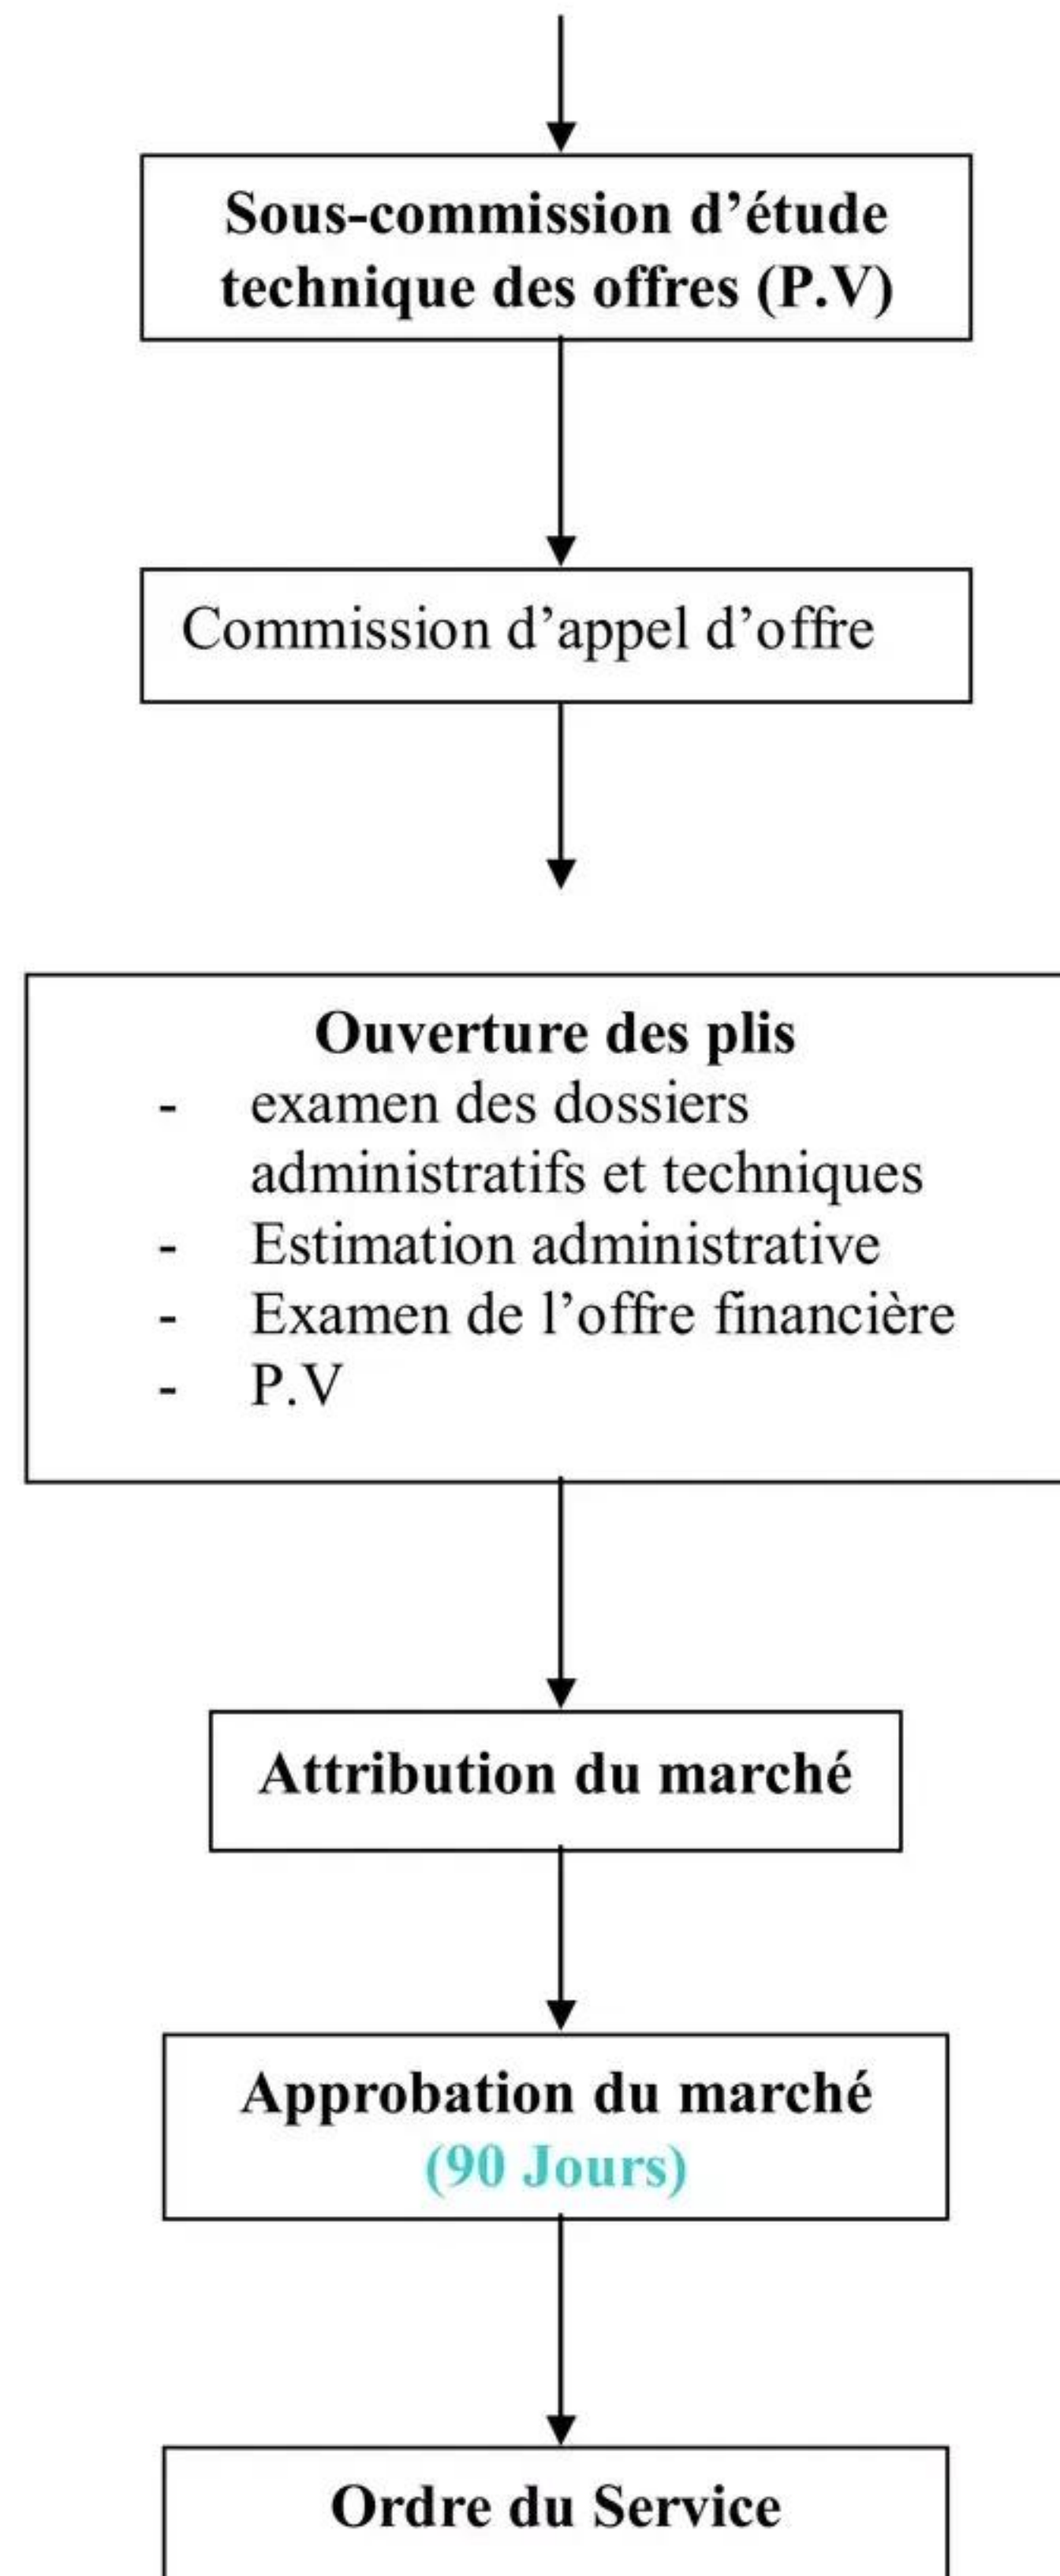 Sous-commission d’étude
technique des offres (P.V)
Commission d’appel d’offre
Ouverture des plis
- examen des dossiers
administratifs et techniques
- Estimation administrative
- Examen de l’offre financière
- P.V
Attribution du marché
Approbation du marché
(90 Jours)
Ordre du Service